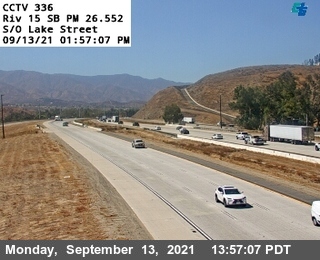 CCTV 336
Riv 15 SB PM 26.552
S/O Lake Street
09/13/21 01:57:07 PM
Monday, September 13, 2021 13:57:07 PDT